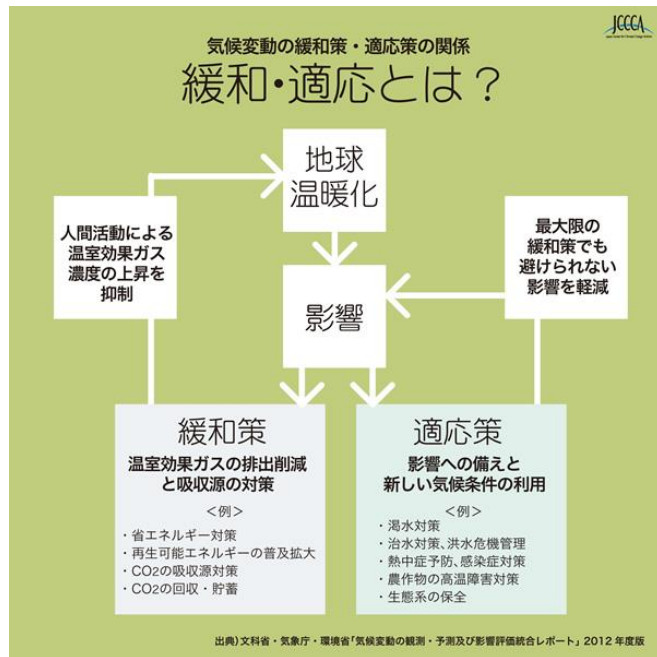 JCCCA
気候変動の緩和策・適応策の関係
緩和・適応とは？
地球
温暖化
人間活動による
温室効果ガス
濃度の上昇を
抑制
最大限の
緩和策でも
避けられない
影響を軽減
影響
緩和策
温室効果ガスの排出削減
と吸収源の対策
＜例＞
・省エネルギー対策
・再生可能エネルギーの普及拡大
・CO2の吸収源対策
・CO2の回収・貯蓄
適応策
影響への備えと
新しい気候条件の利用
＜例＞
・渇水対策
・治水対策、洪水危機管理
・熱中症予防、感染症対策
・農作物の高温障害対策
・生態系の保全
出典）文科省・気象庁・環境省「気候変動の観測・予測及び影響評価統合レポート」2012年度版